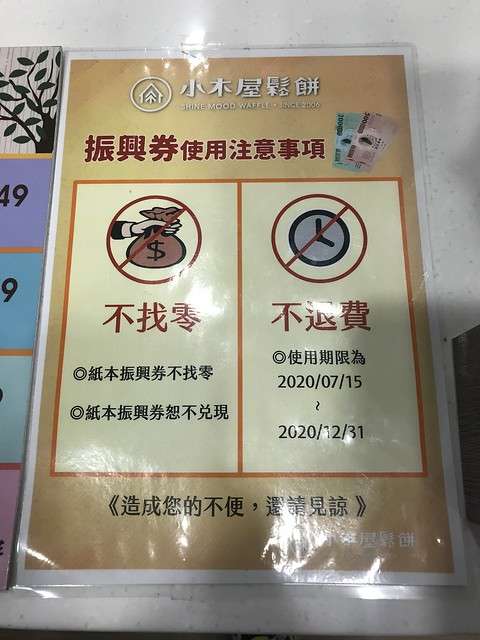 小木屋鬆餅
SHINE MOOD WAFFLE • SINCE 2006
振興券使用注意事項
$
不找零
◎紙本振興券不找零
◎紙本振興券恕不兌現
不退費
◎使用期限為
2020/07/15
~
2020/12/31
《造成您的不便，還請見諒》
小木屋鬆餅
49
9